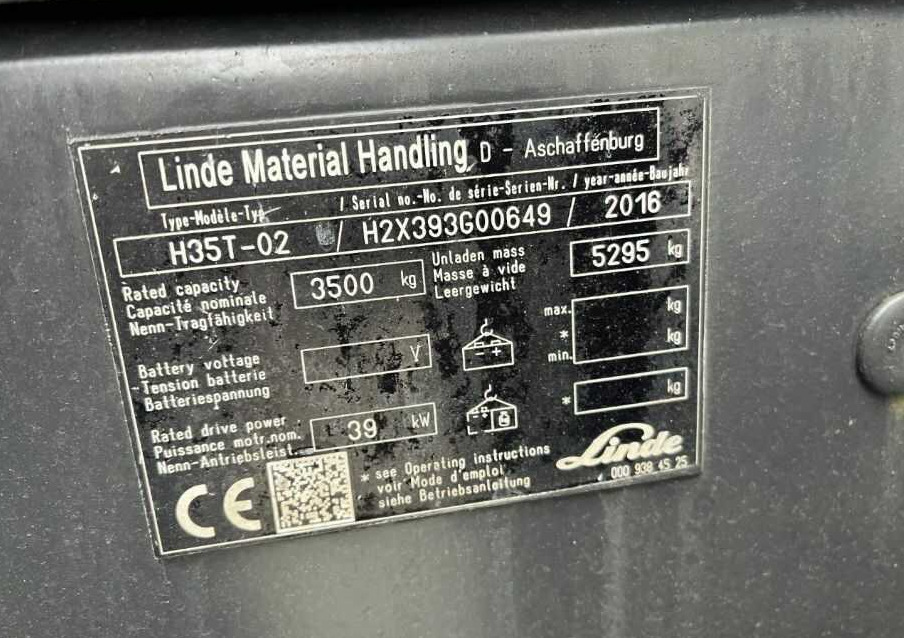 Linde Material Handling D - Aschaffenburg
Type-Modèle-Typ / Serial no.-No. de série-Serien-Nr. / year-année-Baujahr
H35T-02 / H2X393G00649 / 2016
Rated capacity
Capacité nominale
Nenn-Tragfähigkeit
3500 kg
Unladen mass
Masse à vide
Leergewicht
5295 kg
Battery voltage
Tension batterie
Batteriespannung
V
- +
max. kg
* kg
min.
Rated drive power
Puissance motr.nom.
Nenn-Antriebsleist.
39 kW
- +
* kg
* see Operating instructions
voir Mode d'emploi
siehe Betriebsanleitung
Linde
000 938 45 25
CE